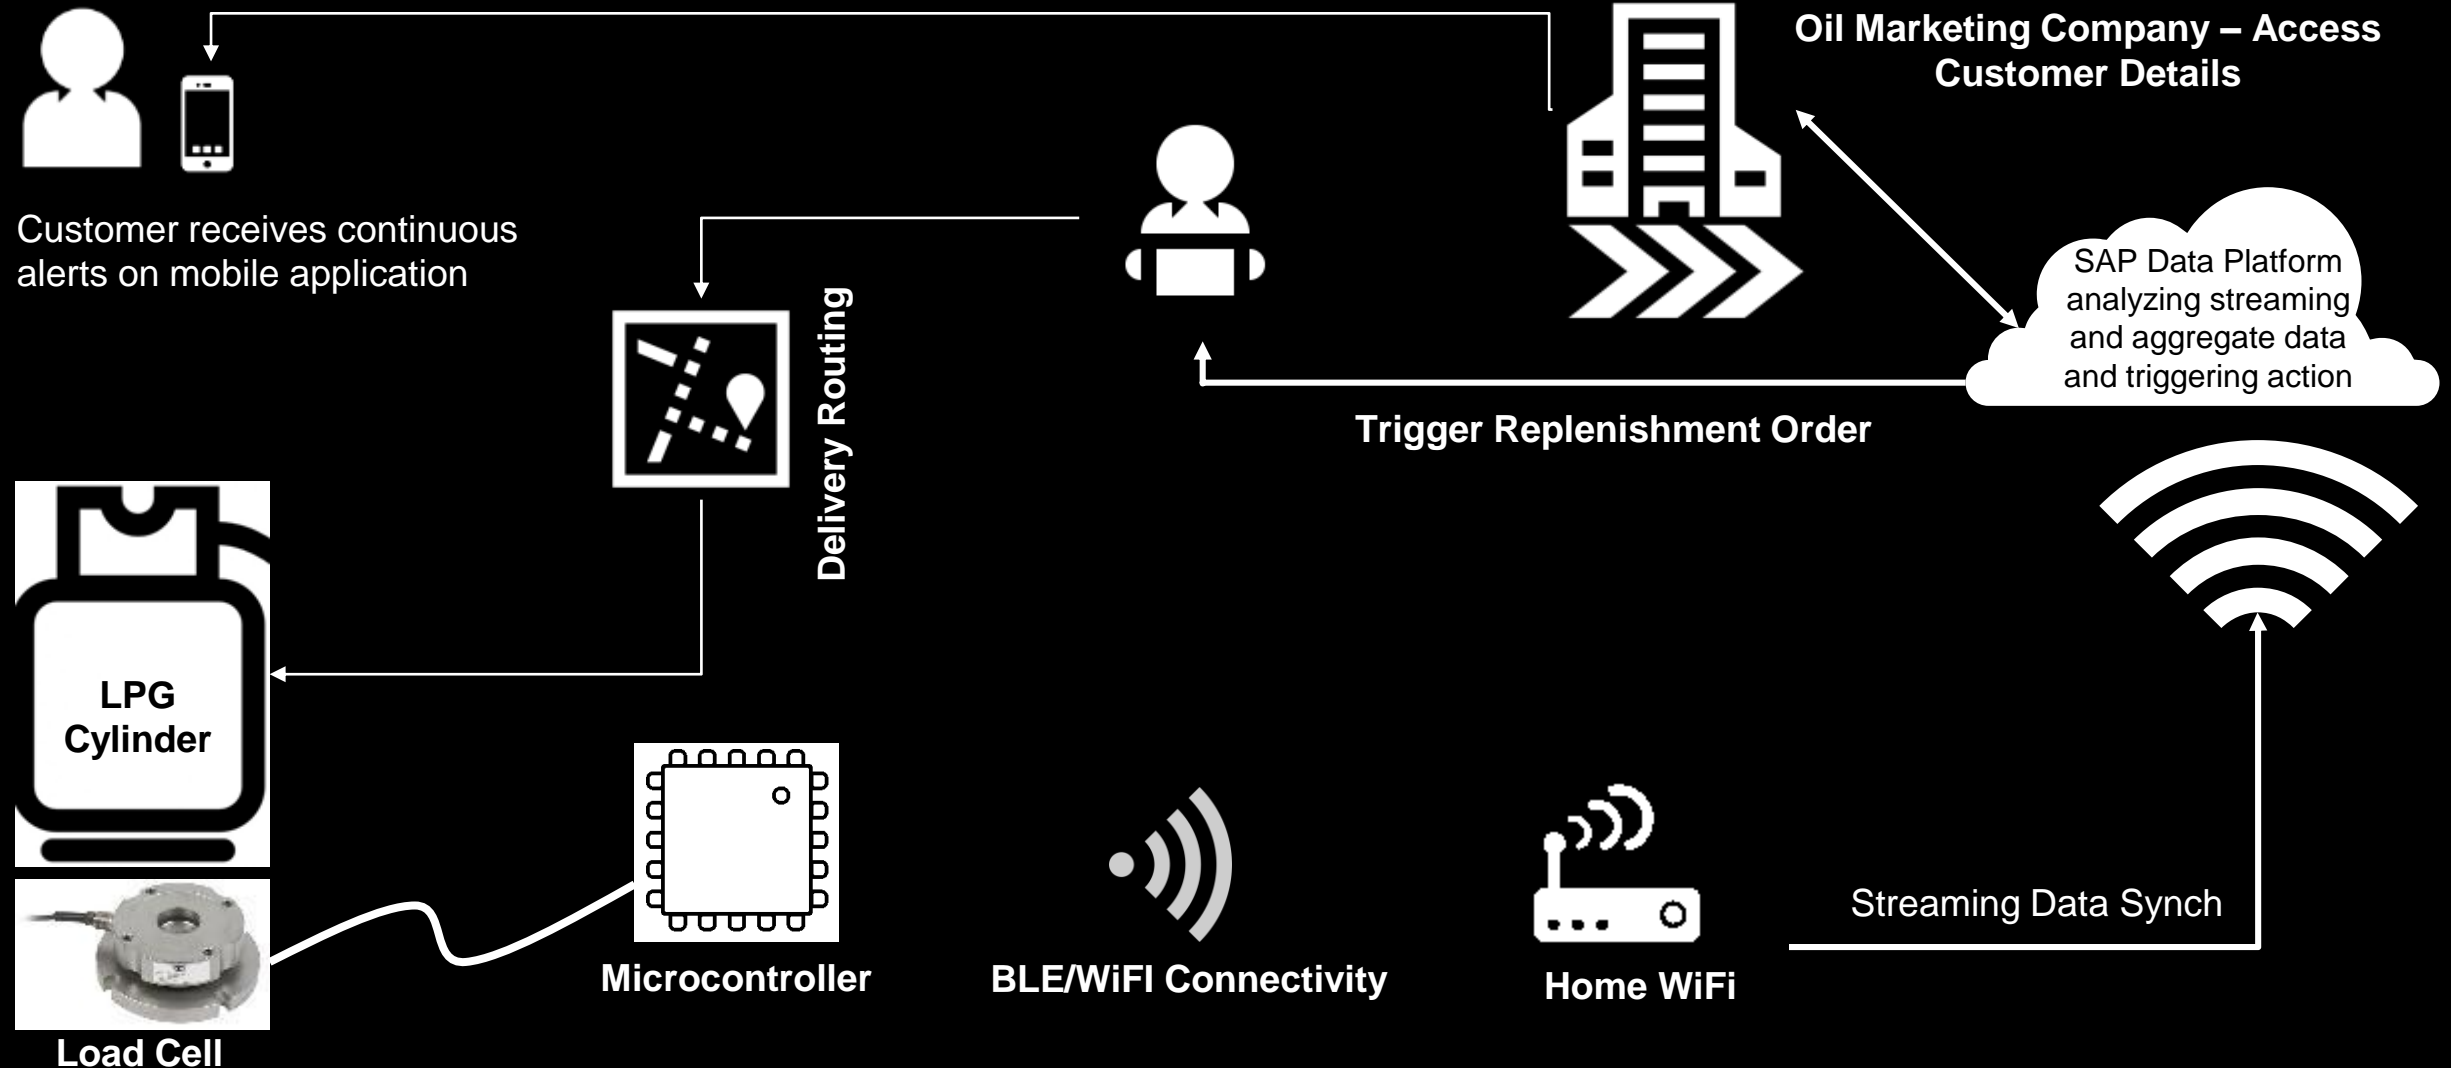 Oil Marketing Company – Access
Customer Details
Customer receives continuous
alerts on mobile application
SAP Data Platform
analyzing streaming
and aggregate data
and triggering action
Delivery Routing
Trigger Replenishment Order
LPG
Cylinder
Streaming Data Synch
Microcontroller
BLE/WiFI Connectivity
Home WiFi
Load Cell